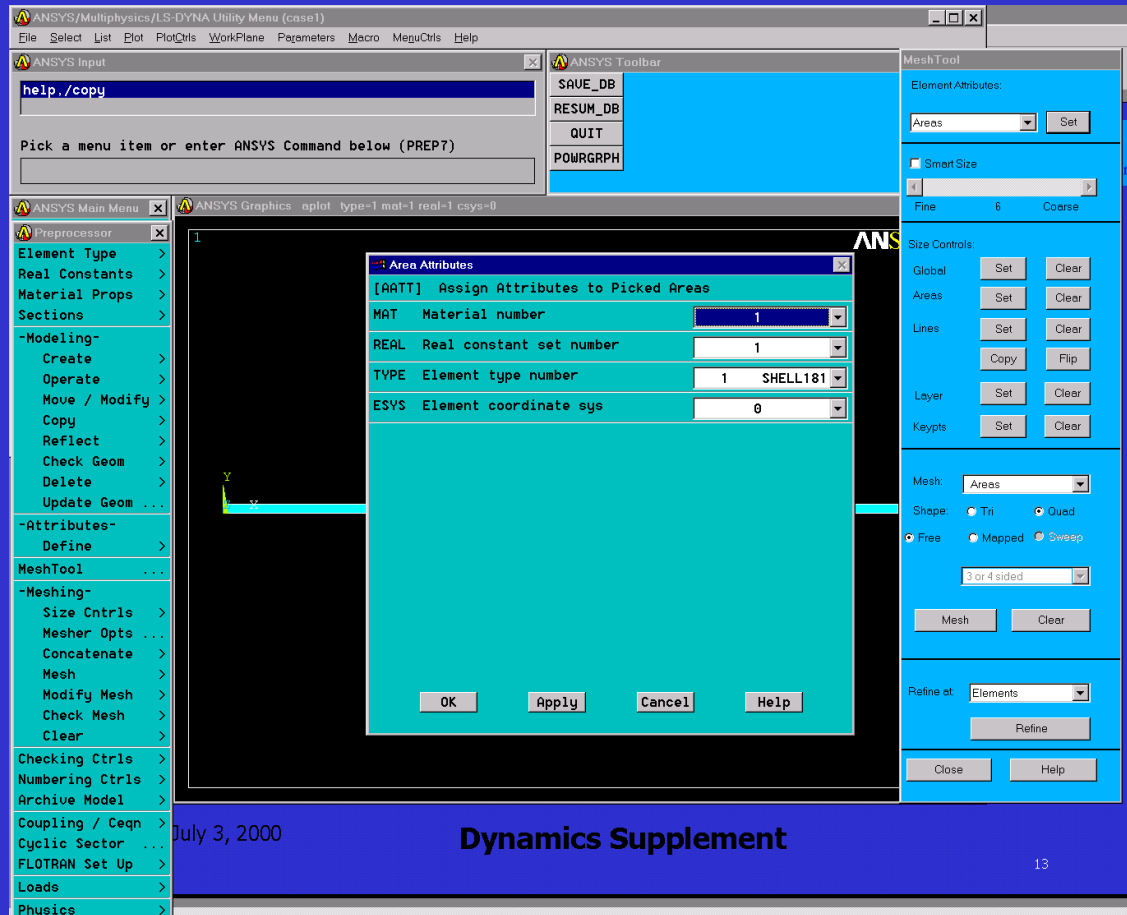 ANSYS/Multiphysics/LS-DYNA Utility Menu (case1)
File Select List Plot PlotCtrls WorkPlane Parameters Macro MenuCtrls Help
ANSYS Input
help,/copy
Pick a menu item or enter ANSYS Command below (PREP7)
ANSYS Toolbar
SAVE_DB
RESUM_DB
QUIT
POWRGRPH
MeshTool
Element Attributes:
Areas Set
Smart Size
Fine 6 Coarse
Size Controls:
Global Set Clear
Areas Set Clear
Lines Set Clear
Copy Flip
Layer Set Clear
Keypts Set Clear
Mesh: Areas
Shape: Tri Quad
Free Mapped Sweep
3 or 4 sided
Mesh Clear
Refine at: Elements
Refine
Close Help
ANSYS Main Menu
Preprocessor
Element Type >
Real Constants >
Material Props >
Sections >
-Modeling-
Create >
Operate >
Move / Modify >
Copy >
Reflect >
Check Geom >
Delete >
Update Geom ...
-Attributes-
Define >
MeshTool ...
-Meshing-
Size Cntrls >
Mesher Opts ...
Concatenate >
Mesh >
Modify Mesh >
Check Mesh >
Clear >
Checking Ctrls >
Numbering Ctrls >
Archive Model >
Coupling / Ceqn >
Cyclic Sector ...
FLOTRAN Set Up >
Loads >
Physics >
ANSYS Graphics aplot type=1 mat=1 real=1 csys=0
1
ANS
Y
Z X
Area Attributes
[AATT] Assign Attributes to Picked Areas
MAT Material number 1
REAL Real constant set number 1
TYPE Element type number 1 SHELL181
ESYS Element coordinate sys 0
OK Apply Cancel Help
July 3, 2000
Dynamics Supplement
13